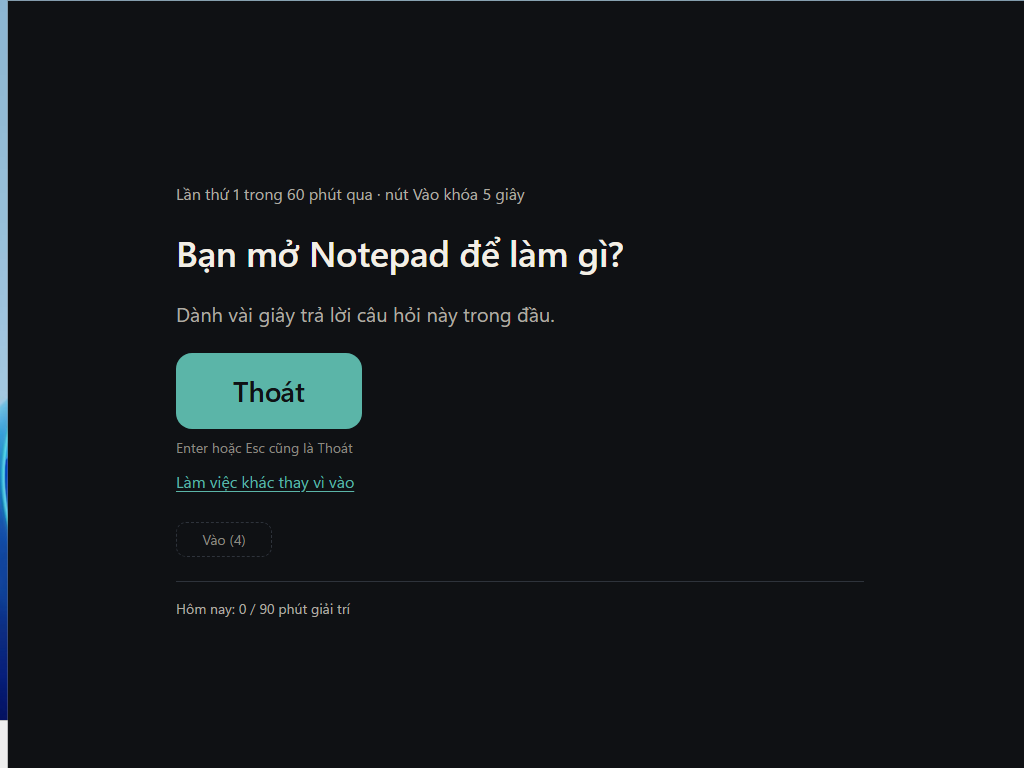 Lần thứ 1 trong 60 phút qua · nút Vào khóa 5 giây
Bạn mở Notepad để làm gì?
Dành vài giây trả lời câu hỏi này trong đầu.
Thoát
Enter hoặc Esc cũng là Thoát
Làm việc khác thay vì vào
Vào (4)
Hôm nay: 0 / 90 phút giải trí